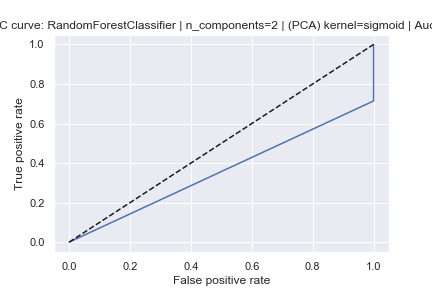 C curve: RandomForestClassifier | n_components=2 | (PCA) kernel=sigmoid | Auc
1.0
0.8
0.6
0.4
0.2
0.0
True positive rate
0.0 0.2 0.4 0.6 0.8 1.0
False positive rate